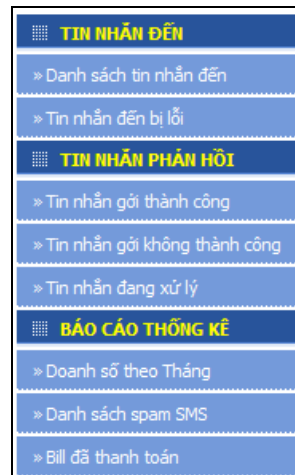 TIN NHẮN ĐẾN
» Danh sách tin nhắn đến
» Tin nhắn đến bị lỗi
TIN NHẮN PHẢN HỒI
» Tin nhắn gởi thành công
» Tin nhắn gởi không thành công
» Tin nhắn đang xử lý
BÁO CÁO THỐNG KÊ
» Doanh số theo Tháng
» Danh sách spam SMS
» Bill đã thanh toán